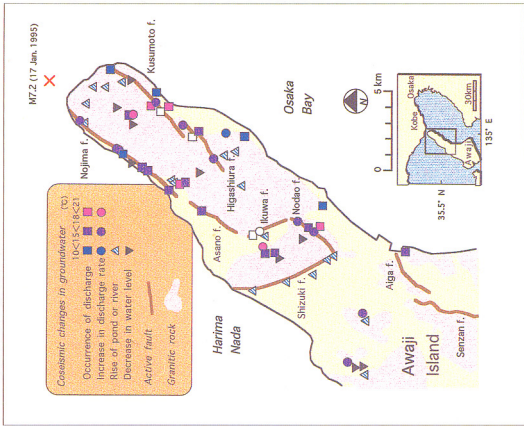 M7.2 (17 Jan. 1995)
Coseismic changes in groundwater
(°C)
10<15<18<21
Occurrence of discharge
Increase in discharge rate
Rise of pond or river
Decrease in water level
Active fault
Granitic rock
Nojima f.
Kusumoto f.
Higashiura f.
Asano f.
Ikuwa f.
Nodao f.
Shizuki f.
Aiga f.
Senzan f.
Harima
Nada
Osaka
Bay
Awaji
Island
N
0
5 km
Kobe
Osaka
Awaji
35.5° N
135° E
30km